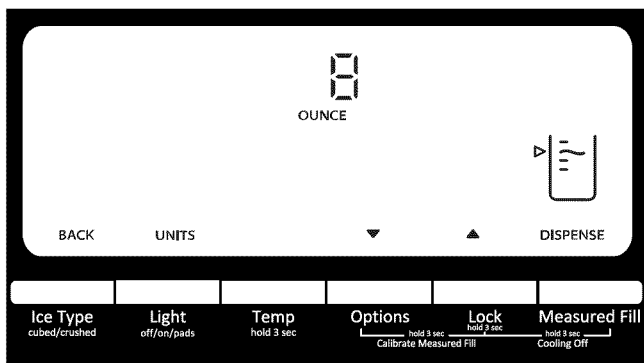 8
OUNCE
BACK UNITS ▼ ▲ DISPENSE
Ice Type Light Temp Options Lock Measured Fill
cubed/crushed off/on/pads hold 3 sec hold 3 sec
hold 3 sec hold 3 sec
Calibrate Measured Fill Cooling Off